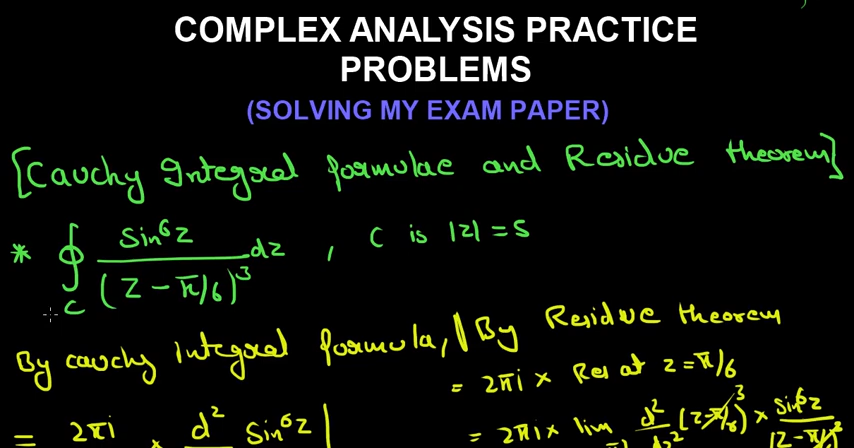 COMPLEX ANALYSIS PRACTICE
PROBLEMS
(SOLVING MY EXAM PAPER)
[Cauchy Integral formulae and Residue theorem]
* ∮_C sin⁶z / (z - π/6)³ dz , C is |z| = 5
By cauchy integral formula,
= 2πi × d² sin⁶z |
By Residue theorem
= 2πi × Res at z = π/6
= 2πi × lim d²/dz² (z - π/6)³ × sin⁶z / (z - π/6)³